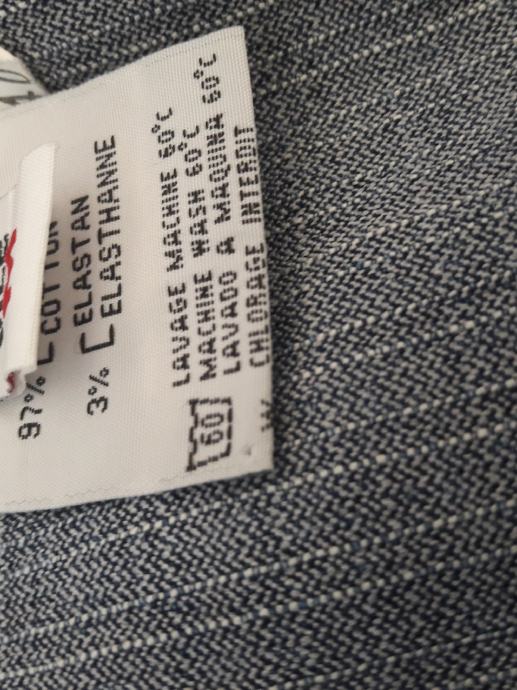 97% COTTON
3% ELASTAN
ELASTHANNE
LAVAGE MACHINE 60°C
MACHINE WASH 60°C
LAVADO A MAQUINA 60°C
CHLORAGE INTERDIT
60